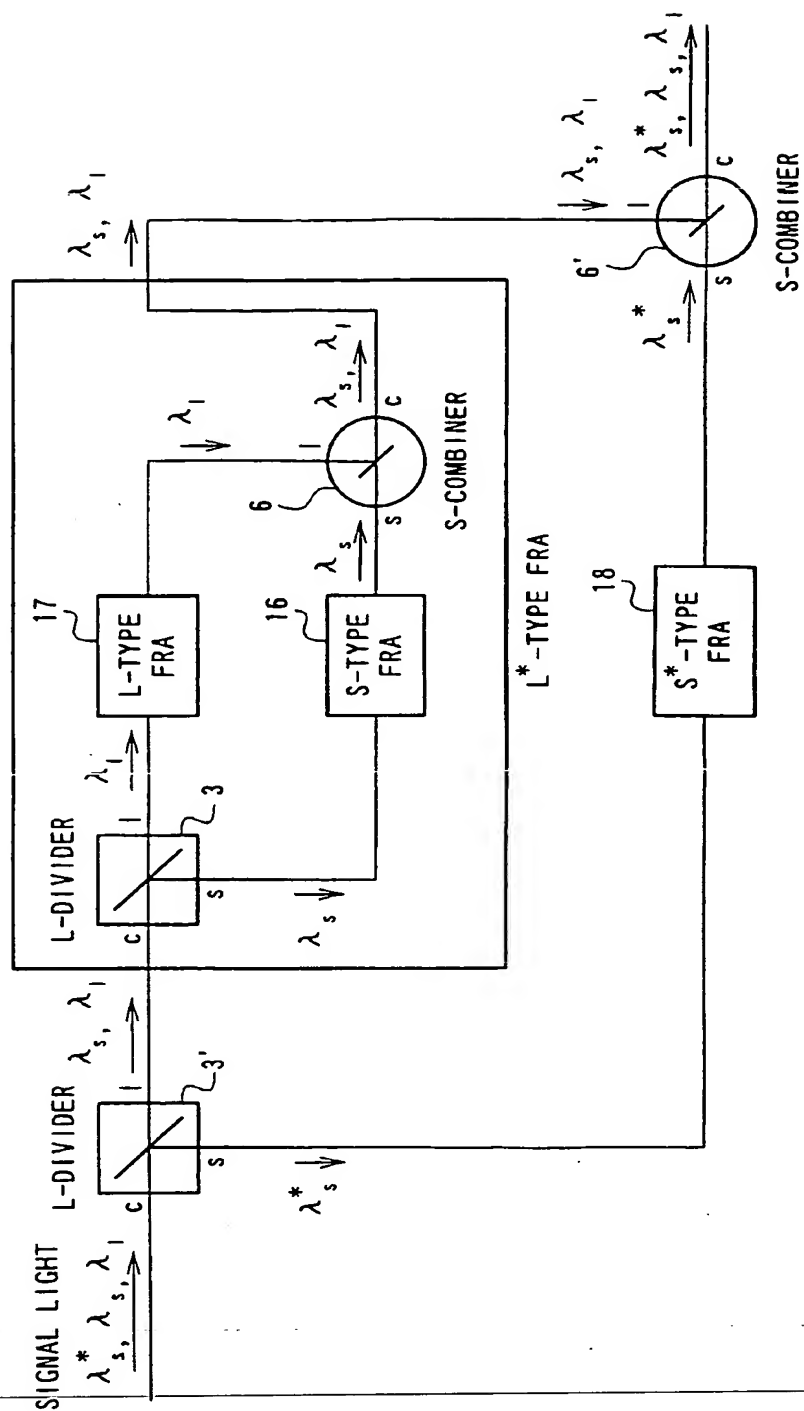 SIGNAL LIGHT
λ*s, λs, λl
L-DIVIDER
C
l
S
3'
λs, λl
λ*s
L-DIVIDER
C
l
S
3
λl
λs
17
L-TYPE
FRA
16
S-TYPE
FRA
λl
λs
l
S
C
6
S-COMBINER
λs, λl
L*-TYPE FRA
λs, λl
18
S*-TYPE
FRA
λs, λl
λ*s
l
S
C
6'
λ*s, λs, λl
S-COMBINER